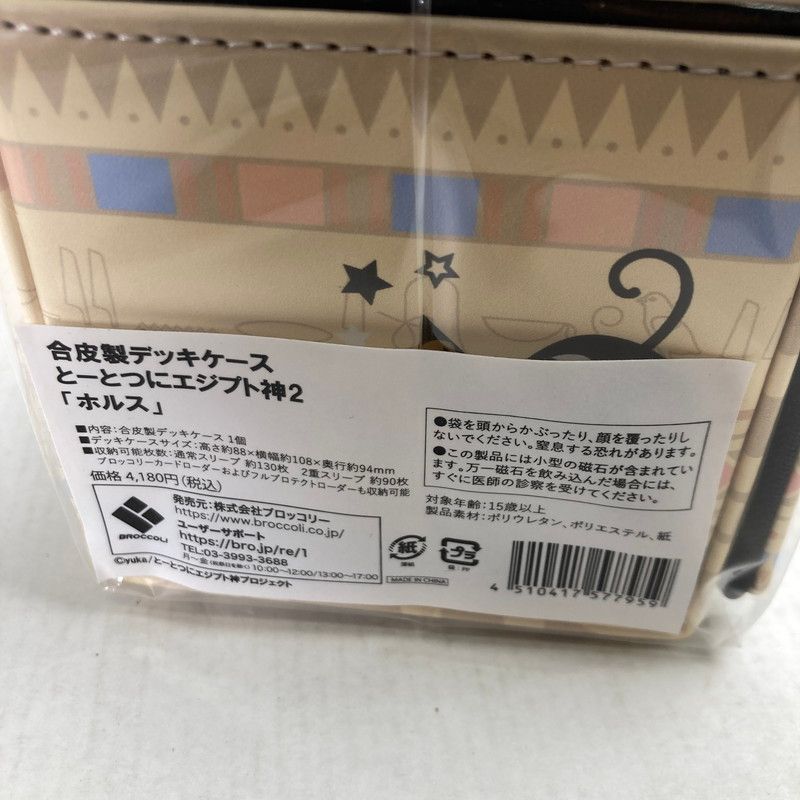 合皮製デッキケース
とーとつにエジプト神2
「ホルス」
■内容:合皮製デッキケース 1個
■デッキケースサイズ:高さ約88×横幅約108×奥行約94mm
■収納可能枚数:通常スリーブ 約130枚 2重スリーブ 約90枚
ブロッコリーカードローダーおよびフルプロテクトローダーも収納可能
価格 4,180円(税込)
BROCCOLI
発売元:株式会社ブロッコリー
https://www.broccoli.co.jp/
ユーザーサポート
https://bro.jp/re/1
TEL:03-3993-3688
月〜金(祝祭日を除く)10:00〜12:00/13:00〜17:00
©yuka/とーとつにエジプト神プロジェクト
●袋を頭からかぶったり、顔を覆ったりし
ないでください。窒息する恐れがあります。
●この製品には小型の磁石が含まれてい
ます。万一磁石を飲み込んだ場合には、
すぐに医師の診察を受けてください。
対象年齢:15歳以上
製品素材:ポリウレタン、ポリエステル、紙
紙
プラ
袋:PP
MADE IN CHINA
4 510417 577959